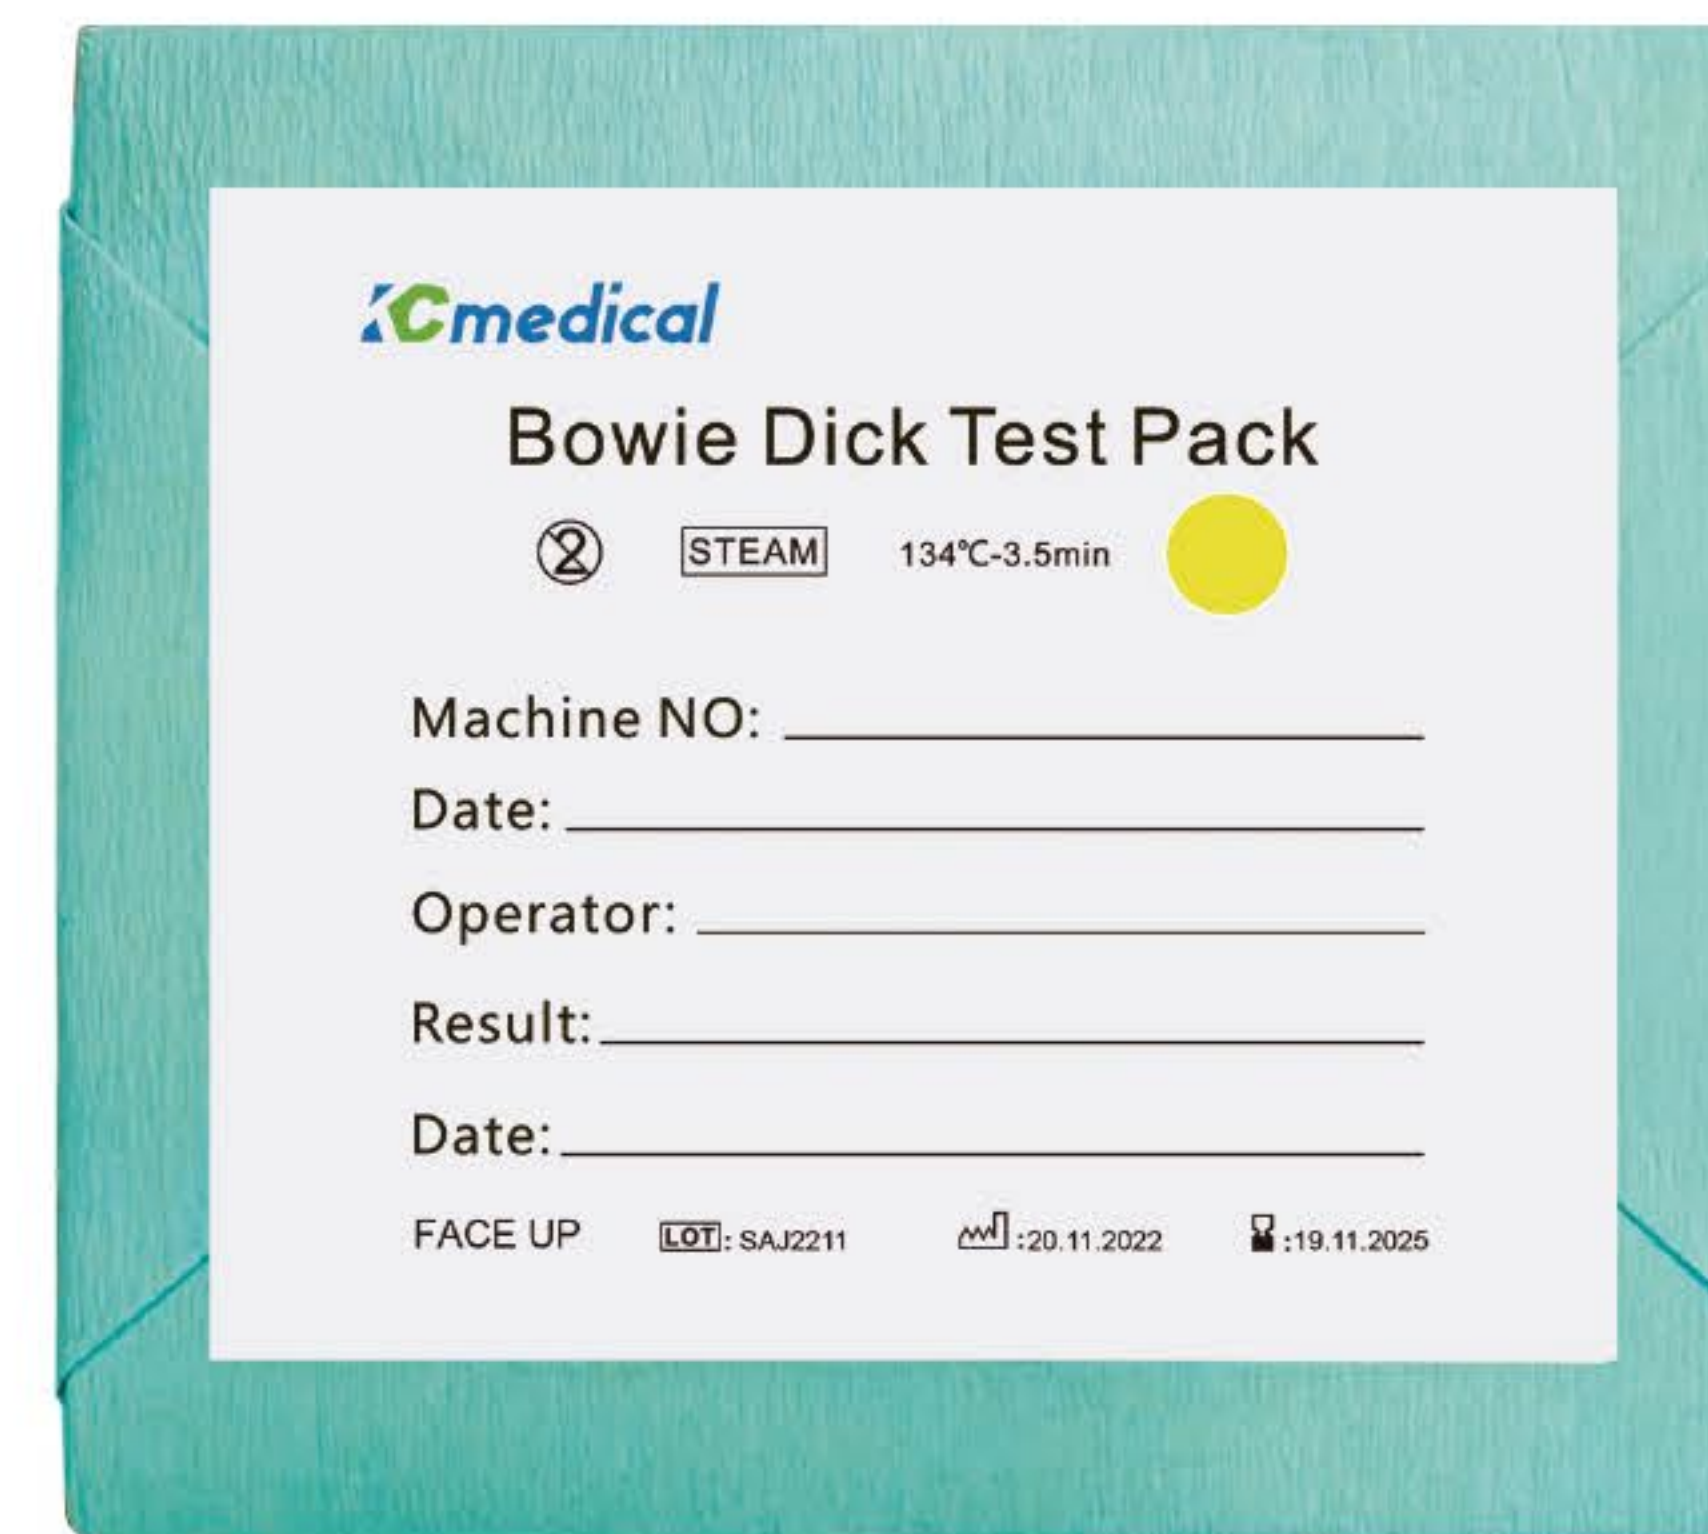 KCmedical
Bowie Dick Test Pack
2 STEAM 134℃-3.5min
Machine NO:
Date:
Operator:
Result:
Date:
FACE UP LOT: SAJ2211 :20.11.2022 :19.11.2025